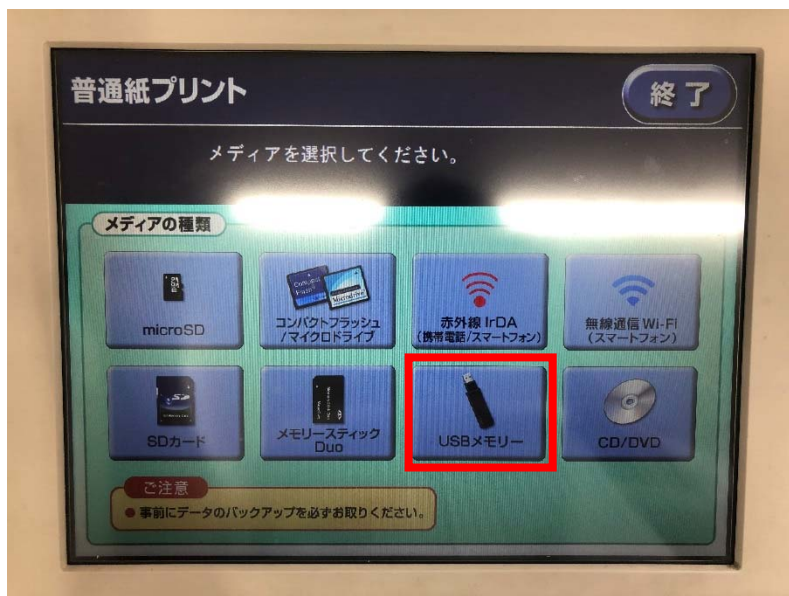 普通紙プリント
終了
メディアを選択してください。
メディアの種類
microSD
コンパクトフラッシュ
/マイクロドライブ
赤外線 IrDA
(携帯電話/スマートフォン)
無線通信 Wi-Fi
(スマートフォン)
SDカード
メモリースティック
Duo
USBメモリー
CD/DVD
ご注意
● 事前にデータのバックアップを必ずお取りください。